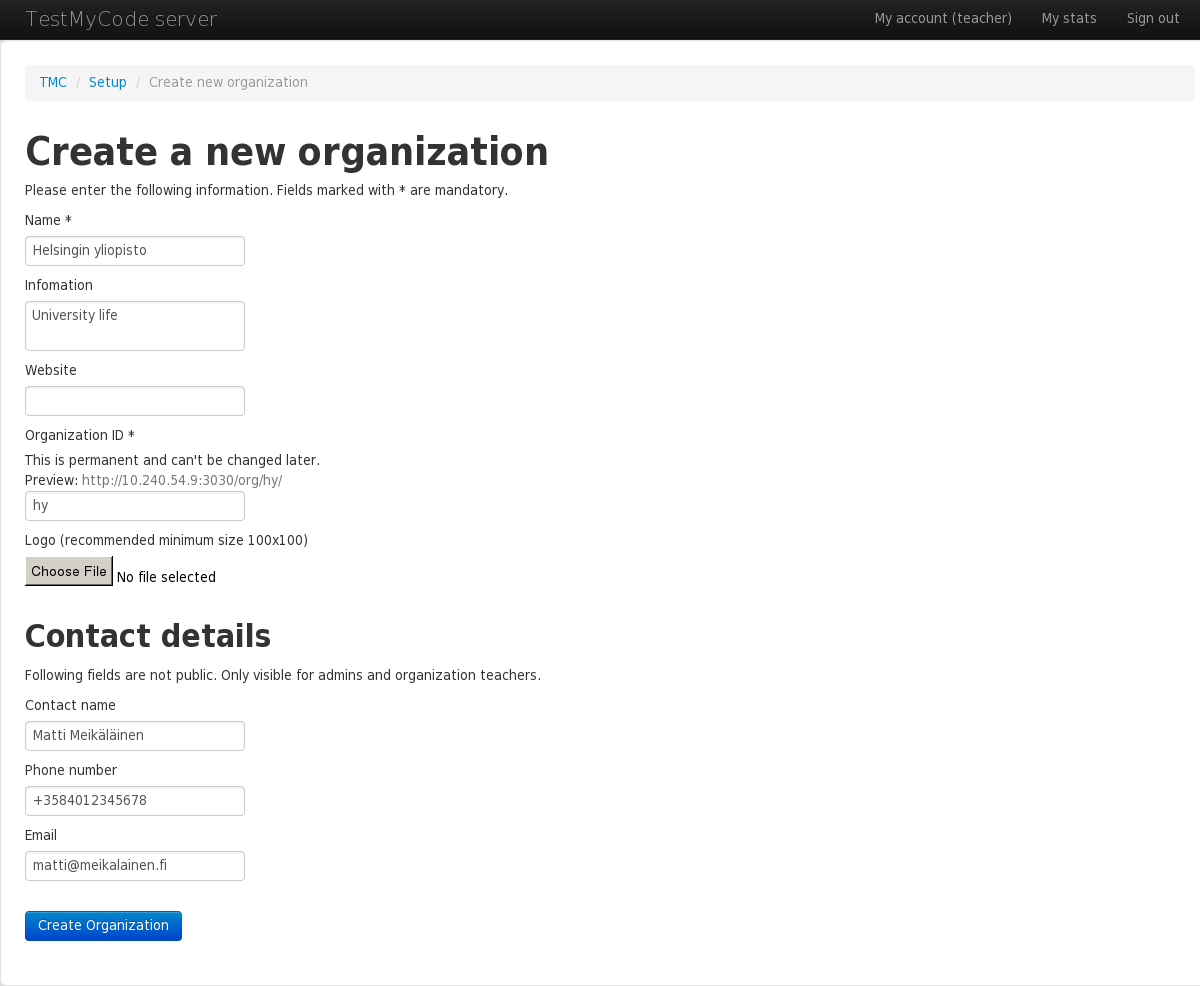 TestMyCode server My account (teacher) My stats Sign out
TMC / Setup / Create new organization
Create a new organization
Please enter the following information. Fields marked with * are mandatory.
Name *
Helsingin yliopisto
Infomation
University life
Website
Organization ID *
This is permanent and can't be changed later.
Preview: http://10.240.54.9:3030/org/hy/
hy
Logo (recommended minimum size 100x100)
Choose File No file selected
Contact details
Following fields are not public. Only visible for admins and organization teachers.
Contact name
Matti Meikäläinen
Phone number
+3584012345678
Email
matti@meikalainen.fi
Create Organization